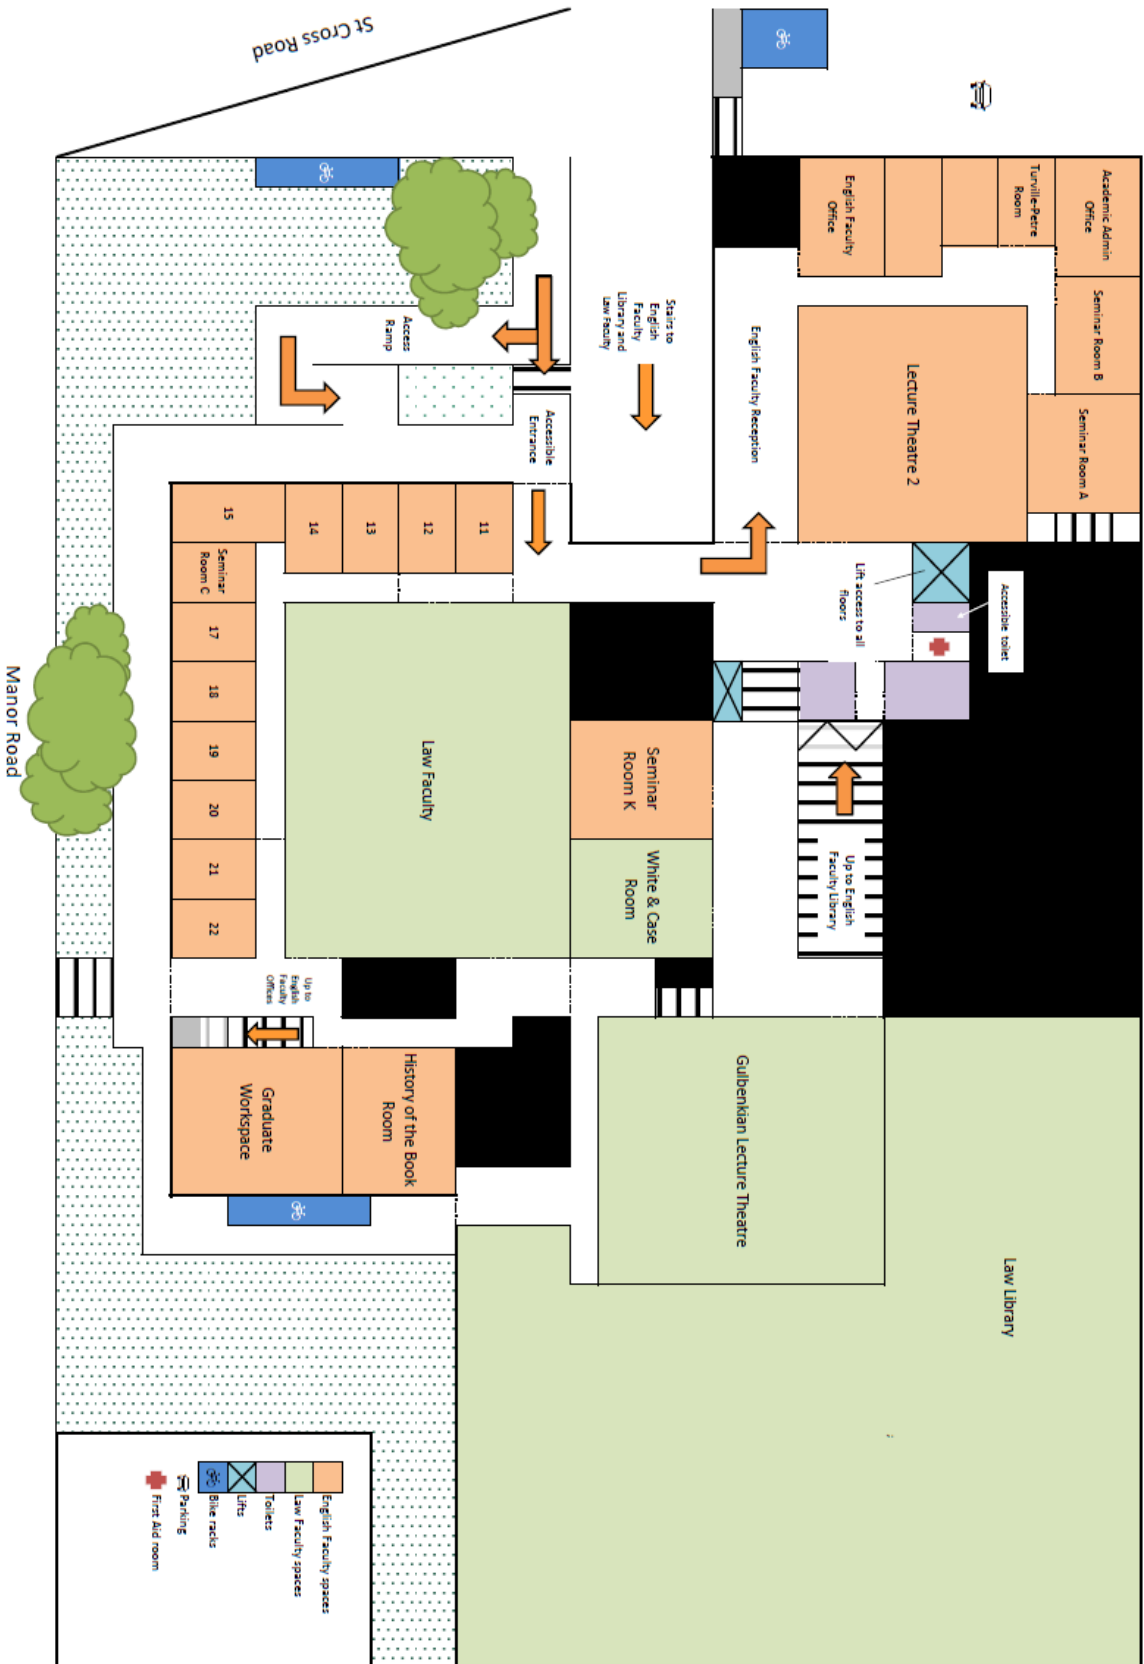 St Cross Road
Academic Admin
Office
Turville-Petre
Room
English Faculty
Office
Seminar Room B
Seminar Room A
Lecture Theatre 2
English Faculty Reception
Stairs to
English
Faculty
Library and
Law Faculty
Access
Ramp
Accessible
Entrance
Lift access to all
floors
Accessible toilet
11
12
13
14
15
Seminar
Room C
17
18
19
20
21
22
Law Faculty
Seminar
Room K
White & Case
Room
Up to English
Faculty Library
Up to
English
Faculty
Offices
Graduate
Workspace
History of the Book
Room
Gulbenkian Lecture Theatre
Law Library
Manor Road
English Faculty spaces
Law Faculty spaces
Toilets
Lifts
Bike racks
Parking
First Aid room